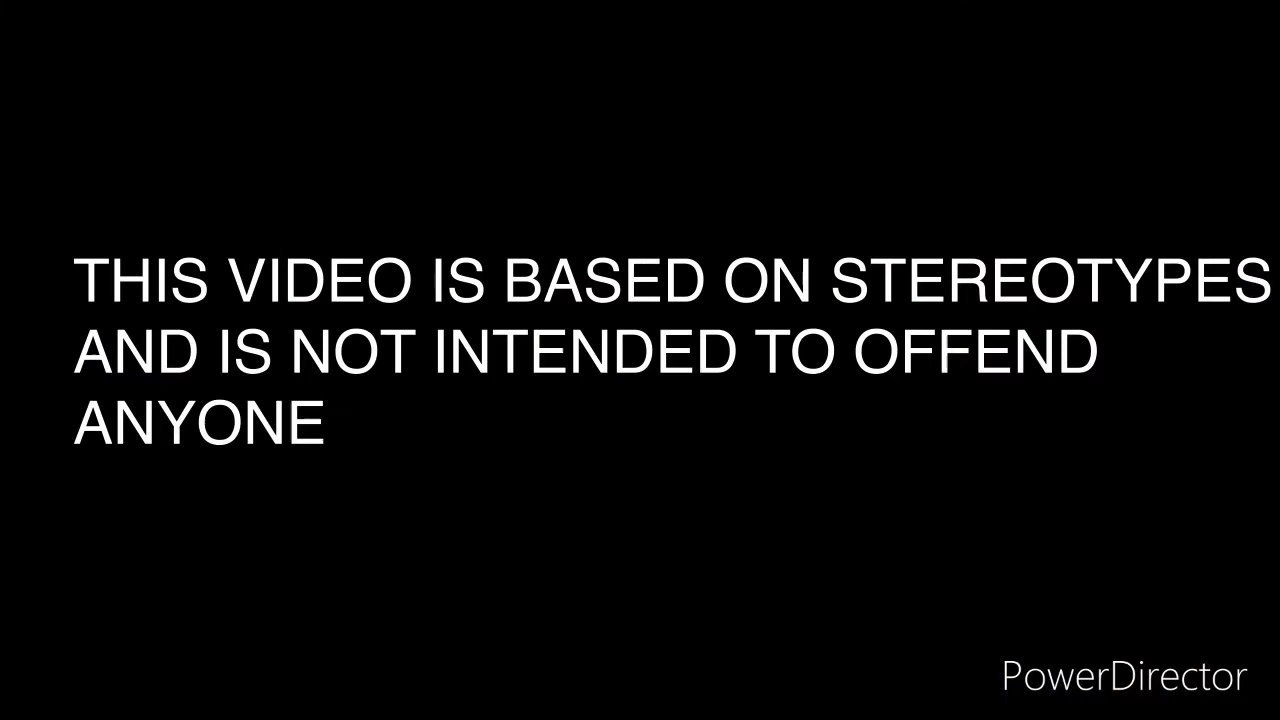 THIS VIDEO IS BASED ON STEREOTYPES
AND IS NOT INTENDED TO OFFEND
ANYONE
PowerDirector